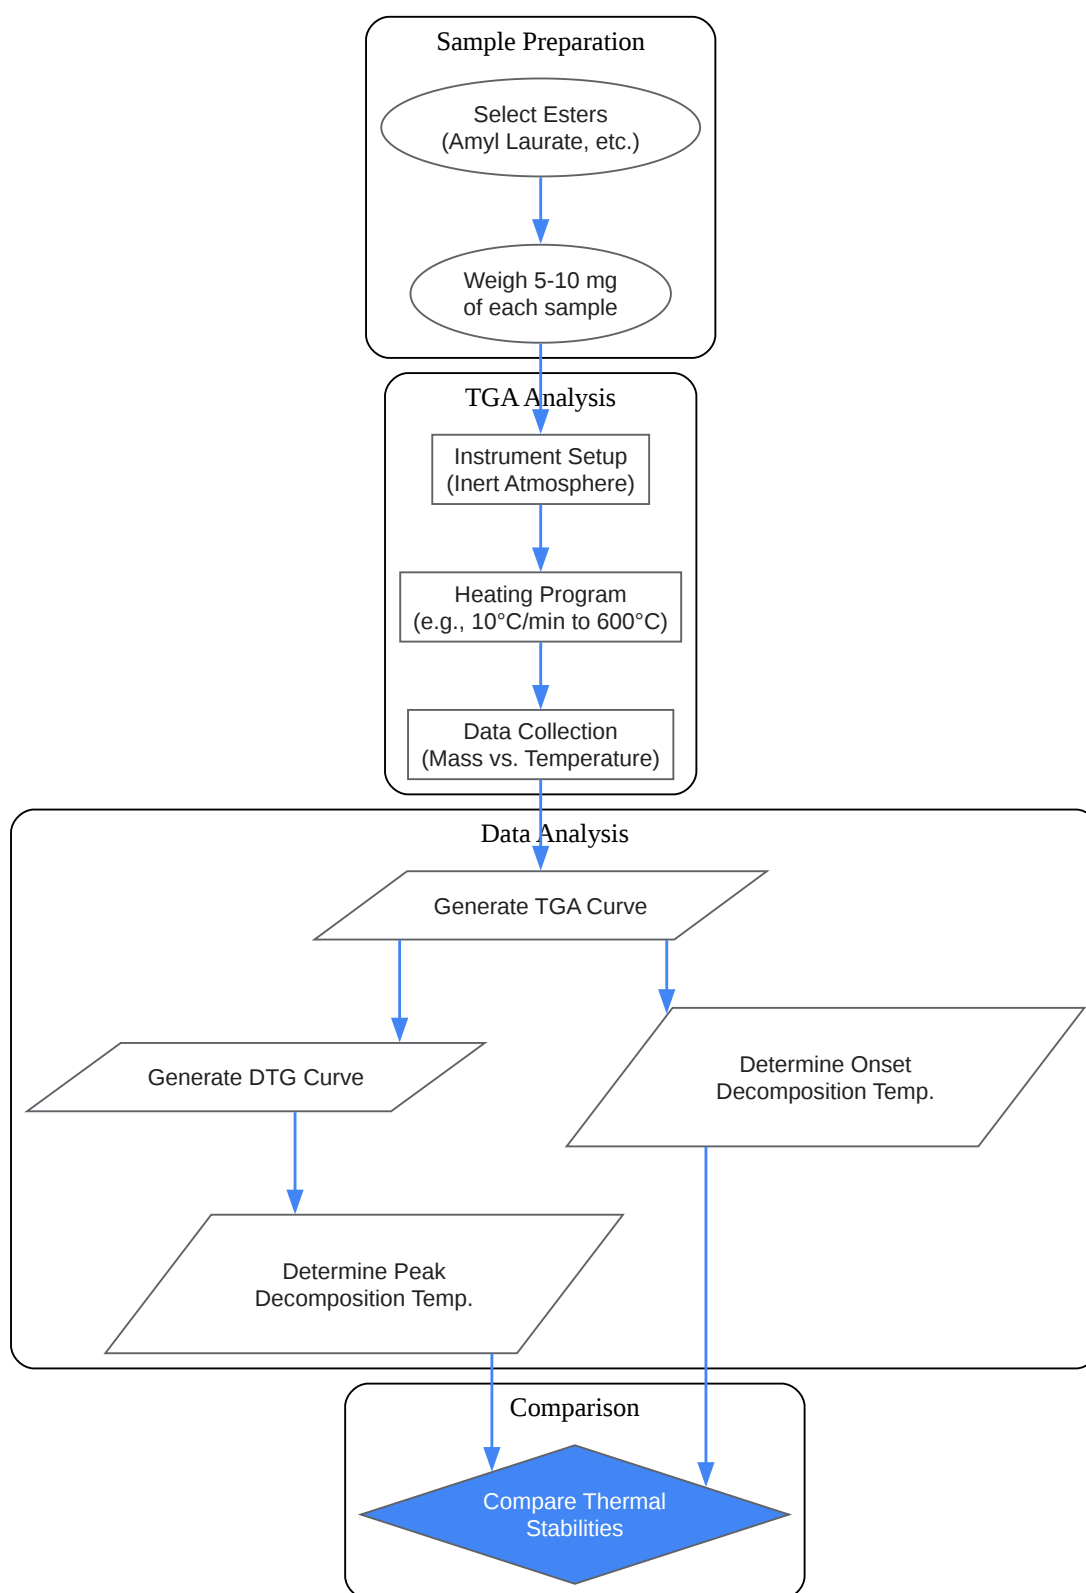 Sample Preparation
Select Esters
(Amyl Laurate, etc.)
Weigh 5-10 mg
of each sample
TGA Analysis
Instrument Setup
(Inert Atmosphere)
Heating Program
(e.g., 10°C/min to 600°C)
Data Collection
(Mass vs. Temperature)
Data Analysis
Generate TGA Curve
Generate DTG Curve
Determine Onset
Decomposition Temp.
Determine Peak
Decomposition Temp.
Comparison
Compare Thermal
Stabilities